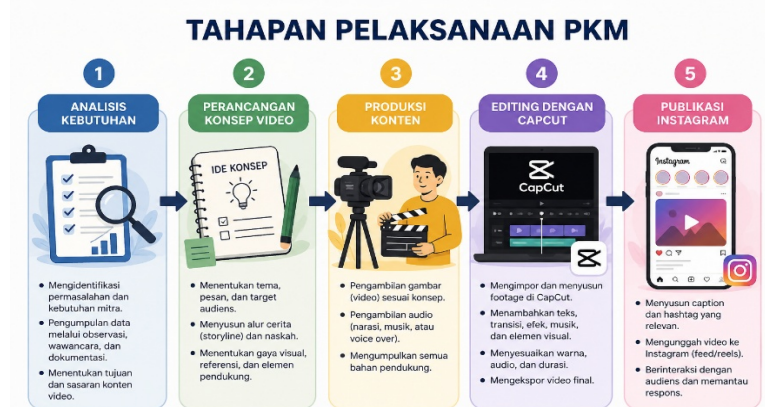 TAHAPAN PELAKSANAAN PKM
1
ANALISIS
KEBUTUHAN
Mengidentifikasi
permasalahan dan
kebutuhan mitra.
Pengumpulan data
melalui observasi,
wawancara, dan
dokumentasi.
Menentukan tujuan
dan sasaran konten
video.
2
PERANCANGAN
KONSEP VIDEO
IDE KONSEP
Menentukan tema,
pesan, dan target
audiens.
Menyusun alur cerita
(storyline) dan naskah.
Menentukan gaya visual,
referensi, dan elemen
pendukung.
3
PRODUKSI
KONTEN
Pengambilan gambar
(video) sesuai konsep.
Pengambilan audio
(narasi, musik, atau
voice over).
Mengumpulkan semua
bahan pendukung.
4
EDITING DENGAN
CAPCUT
CapCut
Mengimpor dan menyusun
footage di CapCut.
Menambahkan teks,
transisi, efek, musik,
dan elemen visual.
Menyesuaikan warna,
audio, dan durasi.
Mengekspor video final.
5
PUBLIKASI
INSTAGRAM
Instagram
Menyusun caption
dan hashtag yang
relevan.
Mengunggah video ke
Instagram (feed/reels).
Berinteraksi dengan
audiens dan memantau
respons.